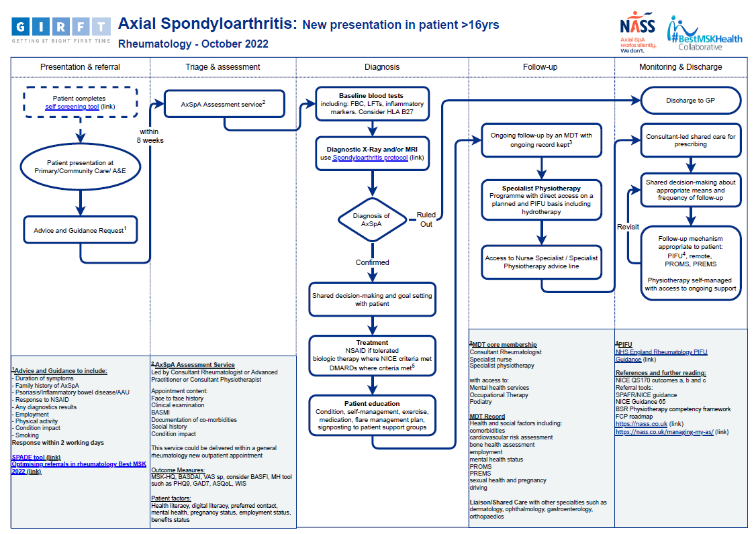 GIRFT
GETTING IT RIGHT FIRST TIME
Axial Spondyloarthritis: New presentation in patient >16yrs
Rheumatology - October 2022
NASS
Axial SpA
works silently.
We don't.
#BestMSKHealth
Collaborative
Presentation & referral
Triage & assessment
Diagnosis
Follow-up
Monitoring & Discharge
Patient completes
self screening tool (link)
Patient presentation at
Primary/Community Care/ A&E
Advice and Guidance Request1
within
8 weeks
AxSpA Assessment service2
Baseline blood tests
including: FBC, LFTs, inflammatory
markers. Consider HLA B27
Diagnostic X-Ray and/or MRI
use Spondyloarthritis protocol (link)
Diagnosis of
AxSpA
Ruled
Out
Confirmed
Shared decision-making and goal setting
with patient
Treatment
NSAID if tolerated
biologic therapy where NICE criteria met
DMARDs where criteria met5
Patient education
Condition, self-management, exercise,
medication, flare management plan,
signposting to patient support groups
Ongoing follow-up by an MDT with
ongoing record kept3
Specialist Physiotherapy
Programme with direct access on a
planned and PIFU basis including
hydrotherapy
Access to Nurse Specialist / Specialist
Physiotherapy advice line
Discharge to GP
Consultant-led shared care for
prescribing
Shared decision-making about
appropriate means and
frequency of follow-up
Revisit
Follow-up mechanism
appropriate to patient:
PIFU4, remote,
PROMS, PREMS
Physiotherapy self-managed
with access to ongoing support
1Advice and Guidance to include:
- Duration of symptoms
- Family history of AxSpA
- Psoriasis/inflammatory bowel disease/AAU
- Response to NSAID
- Any diagnostics results
- Employment
- Physical activity
- Condition impact
- Smoking
Response within 2 working days
SPADE tool (link)
Optimising referrals in rheumatology Best MSK
2022 (link)
2 AxSpA Assessment Service
Led by Consultant Rheumatologist or Advanced
Practitioner or Consultant Physiotherapist
Appointment content:
Face to face history
Clinical examination
BASMI
Documentation of co-morbidities
Social history
Condition impact
This service could be delivered within a general
rheumatology new outpatient appointment
Outcome Measures:
MSK-HQ, BASDAI, VAS sp, consider BASFI, MH tool
such as PHQ9, GAD7, ASQoL, WIS
Patient factors:
Health literacy, digital literacy, preferred contact,
mental health, pregnancy status, employment status,
benefits status
3MDT core membership
Consultant Rheumatologist
Specialist nurse
Specialist physiotherapy
with access to:
Mental health services
Occupational Therapy
Podiatry
MDT Record
Health and social factors including:
comorbidities
cardiovascular risk assessment
bone health assessment
employment
mental health status
PROMS
PREMS
sexual health and pregnancy
driving
Liaison/Shared Care with other specialties such as
dermatology, ophthalmology, gastroenterology,
orthopaedics
PIFU
NHS England Rheumatology PIFU
Guidance (link)
References and further reading:
NICE QS170 outcomes a, b and c
Referral tools:
SPAFR/NICE guidance
NICE Guidance 65
BSR Physiotherapy competency framework
FCP roadmap
https://nass.co.uk (link)
https://nass.co.uk/managing-my-as/ (link)